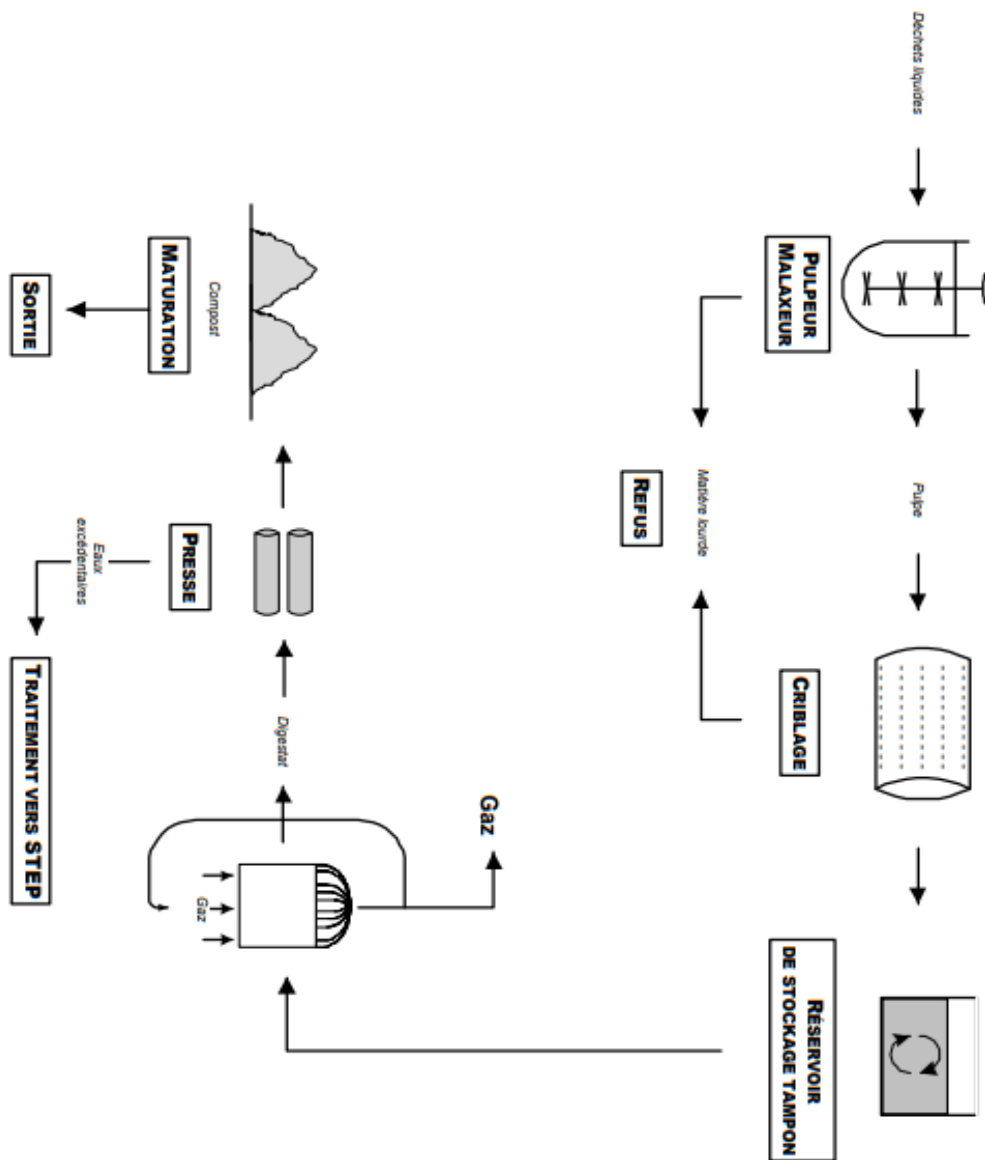 Déchets liquides
PULPEUR
MALAXEUR
Pulpe
CRIBLAGE
RÉSERVOIR
DE STOCKAGE TAMPON
Matière lourde
REFUS
Gaz
Gaz
Digestat
PRESSE
Eaux
excédentaires
TRAITEMENT VERS STEP
Compost
MATURATION
SORTIE